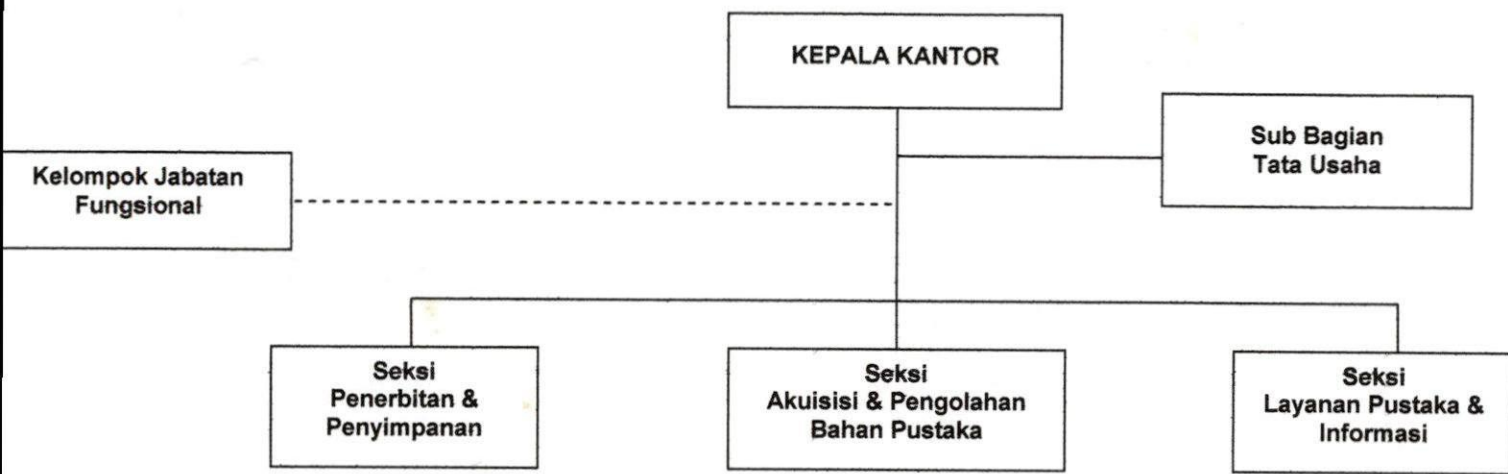 KEPALA KANTOR
Sub Bagian
Tata Usaha
Kelompok Jabatan
Fungsional
Seksi
Penerbitan &
Penyimpanan
Seksi
Akuisisi & Pengolahan
Bahan Pustaka
Seksi
Layanan Pustaka &
Informasi